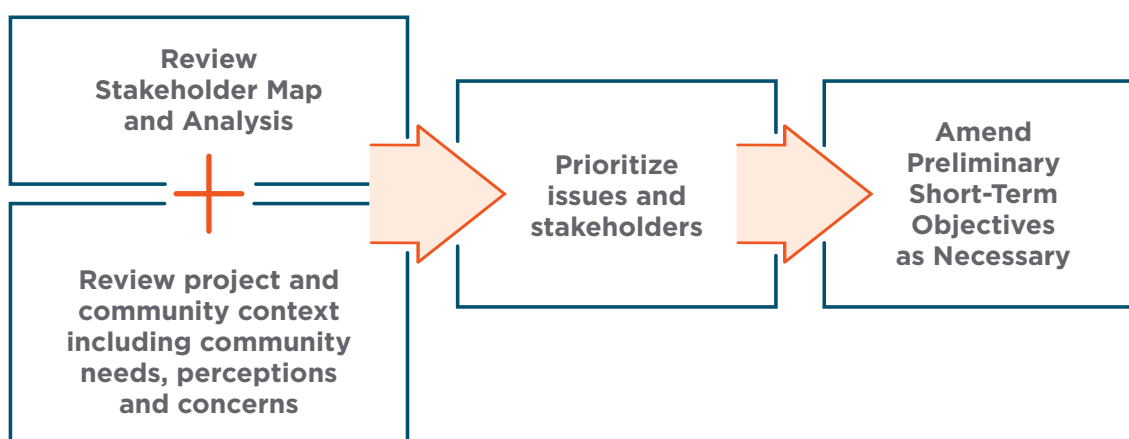 Review
Stakeholder Map
and Analysis
Review project and
community context
including community
needs, perceptions
and concerns
Prioritize
issues and
stakeholders
Amend
Preliminary
Short-Term
Objectives
as Necessary